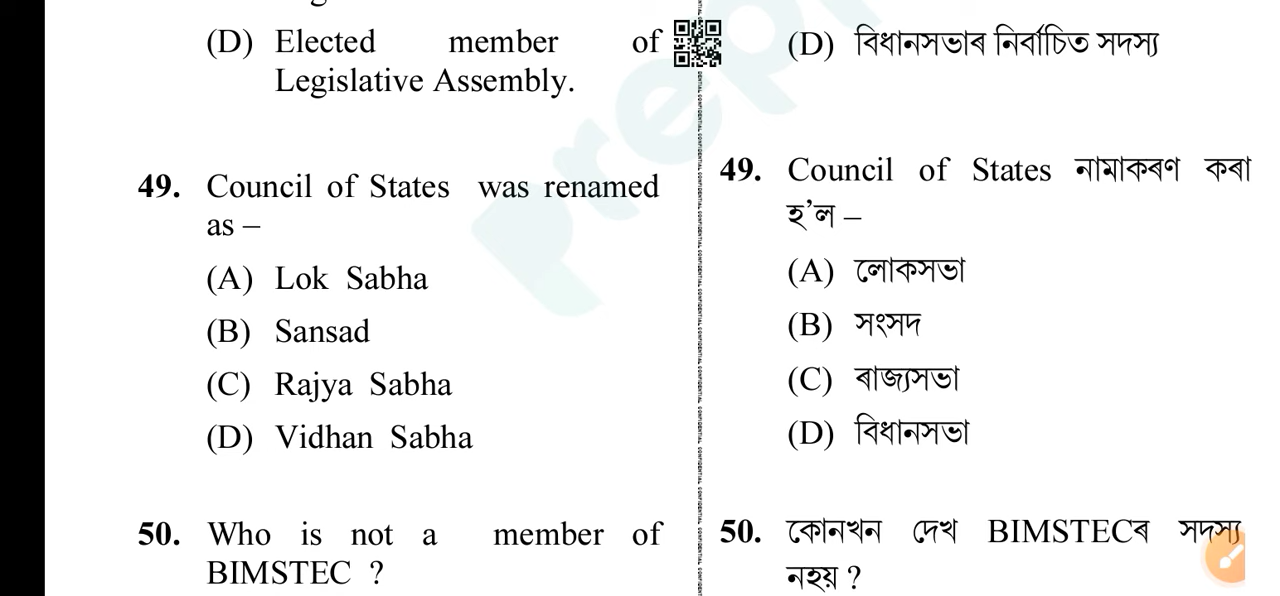 (D) Elected member of
Legislative Assembly.
49. Council of States was renamed
as –
(A) Lok Sabha
(B) Sansad
(C) Rajya Sabha
(D) Vidhan Sabha
50. Who is not a member of
BIMSTEC ?
(D) বিধানসভাৰ নিৰ্বাচিত সদস্য
49. Council of States নামাকৰণ কৰা
হ’ল –
(A) লোকসভা
(B) সংসদ
(C) ৰাজ্যসভা
(D) বিধানসভা
50. কোনখন দেখ BIMSTECৰ সদস্য
নহয় ?